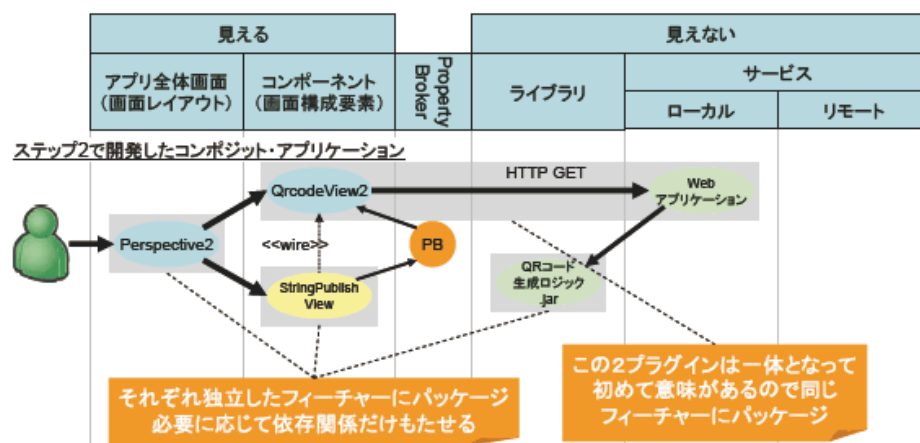 見える
見えない
アプリ全体画面
(画面レイアウト)
コンポーネント
(画面構成要素)
Property
Broker
ライブラリ
サービス
ローカル
リモート
ステップ2で開発したコンポジット・アプリケーション
QrcodeView2
HTTP GET
Web
アプリケーション
Perspective2
<<wire>>
PB
StringPublish
View
QRコード
生成ロジック
.jar
それぞれ独立したフィーチャーにパッケージ
必要に応じて依存関係だけもたせる
この2プラグインは一体となって
初めて意味があるので同じ
フィーチャーにパッケージ